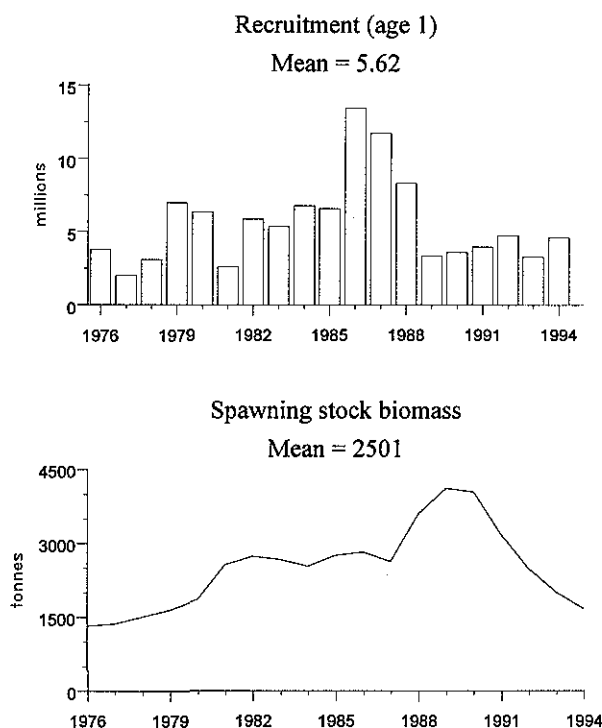 Recruitment (age 1)
Mean = 5.62
15
10
5
0
millions
1976 1979 1982 1985 1988 1991 1994
Spawning stock biomass
Mean = 2501
4500
3000
1500
0
tonnes
1976 1979 1982 1985 1988 1991 1994